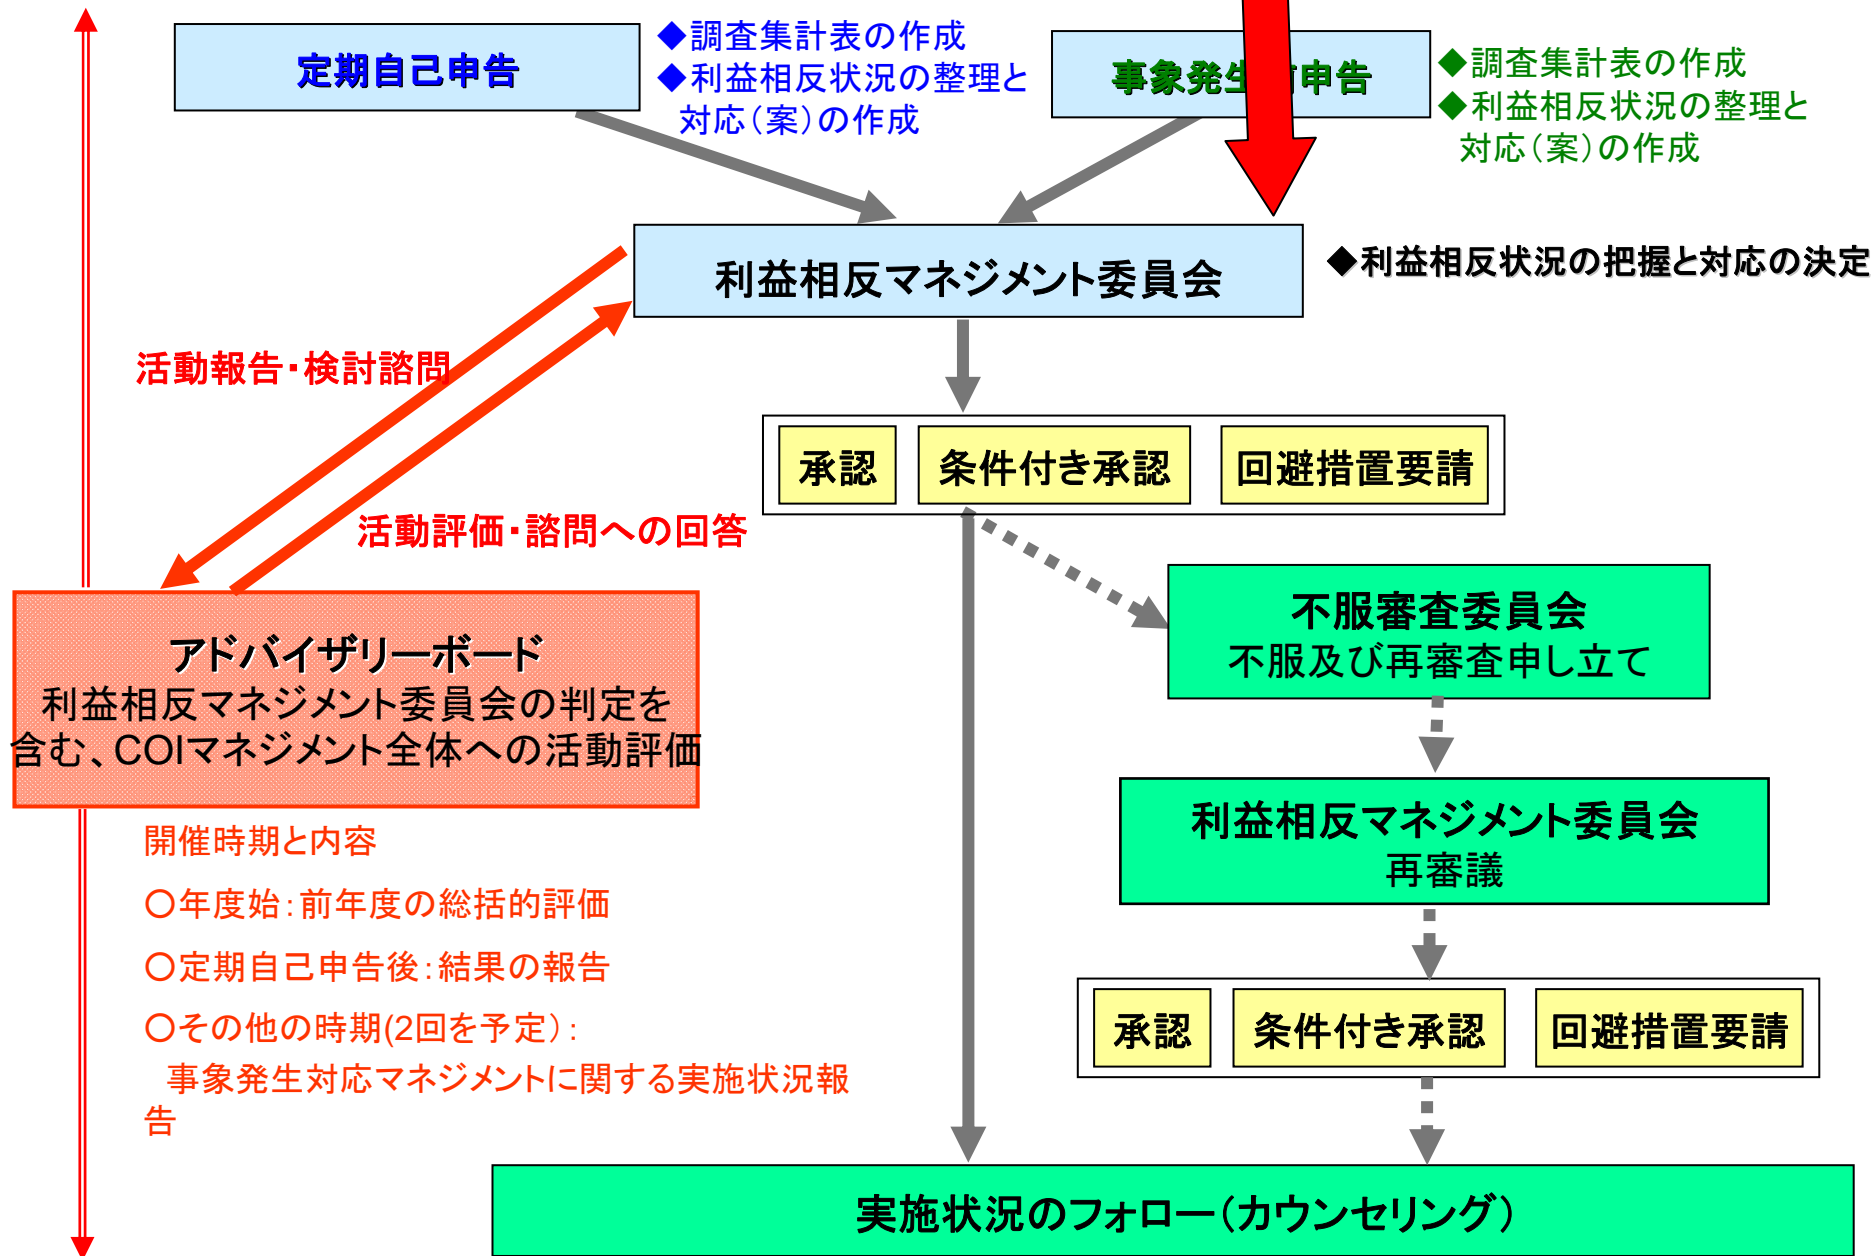 定期自己申告
◆調査集計表の作成
◆利益相反状況の整理と
対応(案)の作成
事象発生 申告
◆調査集計表の作成
◆利益相反状況の整理と
対応(案)の作成
利益相反マネジメント委員会
◆利益相反状況の把握と対応の決定
活動報告・検討諮問
承認
条件付き承認
回避措置要請
活動評価・諮問への回答
不服審査委員会
不服及び再審査申し立て
アドバイザリーボード
利益相反マネジメント委員会の判定を
含む、COIマネジメント全体への活動評価
利益相反マネジメント委員会
再審議
開催時期と内容
○年度始:前年度の総括的評価
○定期自己申告後:結果の報告
○その他の時期(2回を予定):
事象発生対応マネジメントに関する実施状況報
告
承認
条件付き承認
回避措置要請
実施状況のフォロー(カウンセリング)